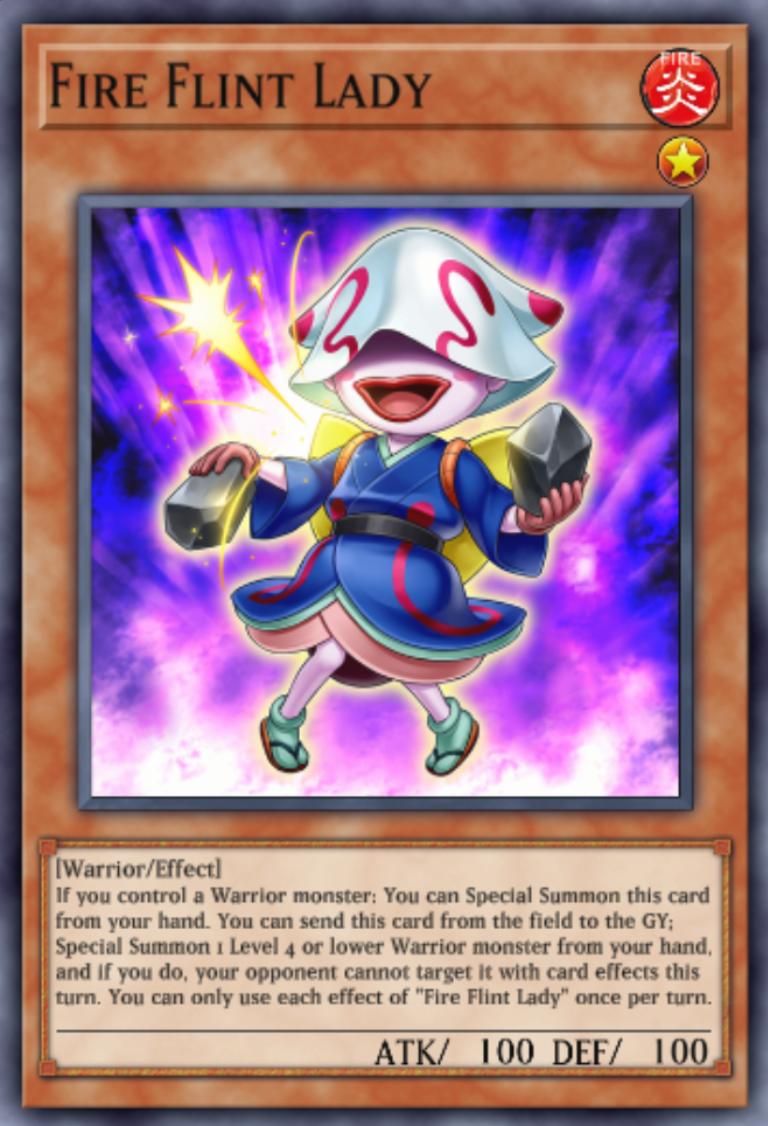 FIRE FLINT LADY
FIRE
炎
[Warrior/Effect]
If you control a Warrior monster: You can Special Summon this card
from your hand. You can send this card from the field to the GY;
Special Summon 1 Level 4 or lower Warrior monster from your hand,
and if you do, your opponent cannot target it with card effects this
turn. You can only use each effect of "Fire Flint Lady" once per turn.
ATK/ 100 DEF/ 100